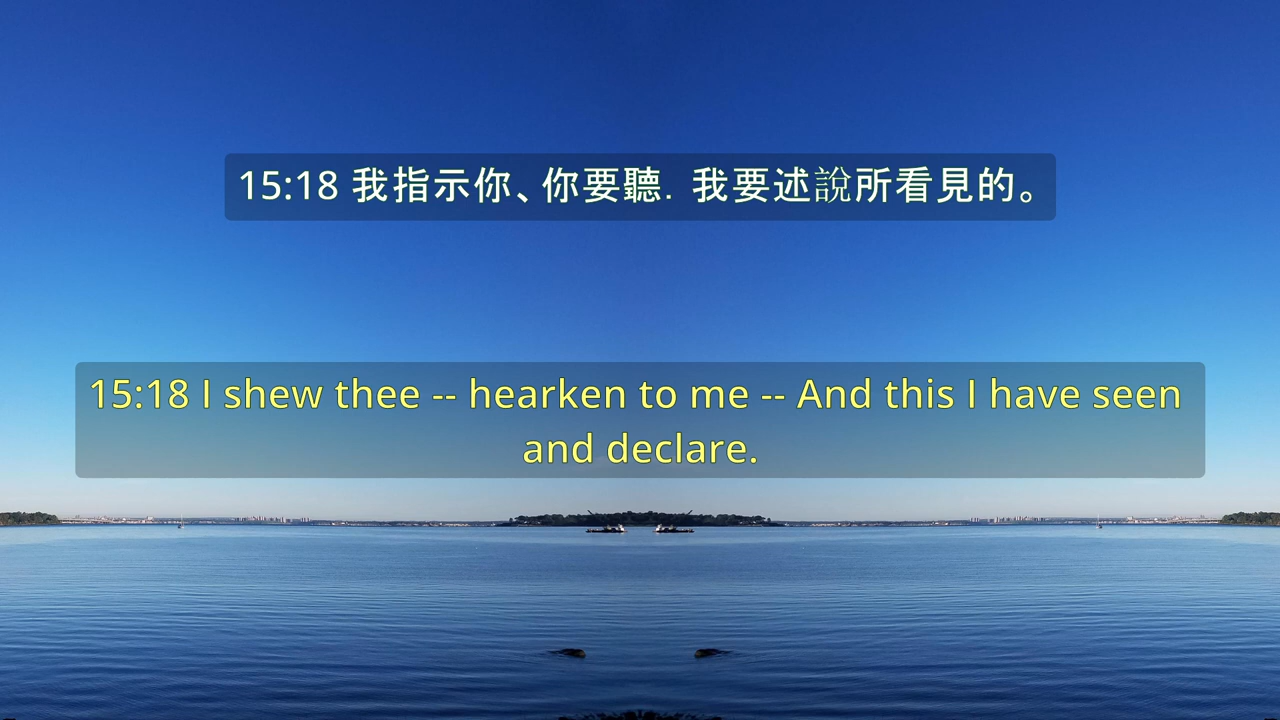 15:18 我指示你、你要聽．我要述說所看見的。
15:18 I shew thee -- hearken to me -- And this I have seen
and declare.